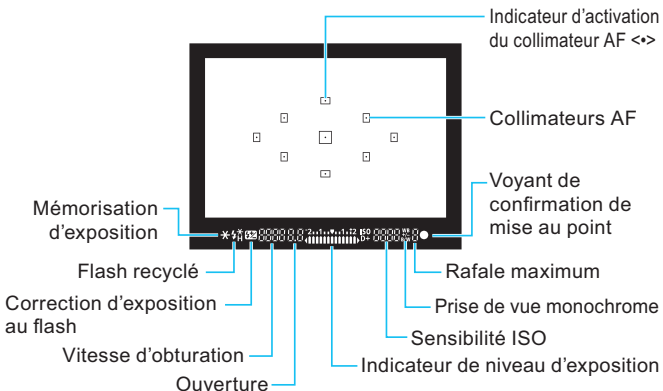 Indicateur d'activation
du collimateur AF <•>
Collimateurs AF
Voyant de
confirmation de
mise au point
Mémorisation
d'exposition
ISO
D+
Flash recyclé
Rafale maximum
Correction d'exposition
au flash
Prise de vue monochrome
Sensibilité ISO
Vitesse d'obturation
Indicateur de niveau d'exposition
Ouverture